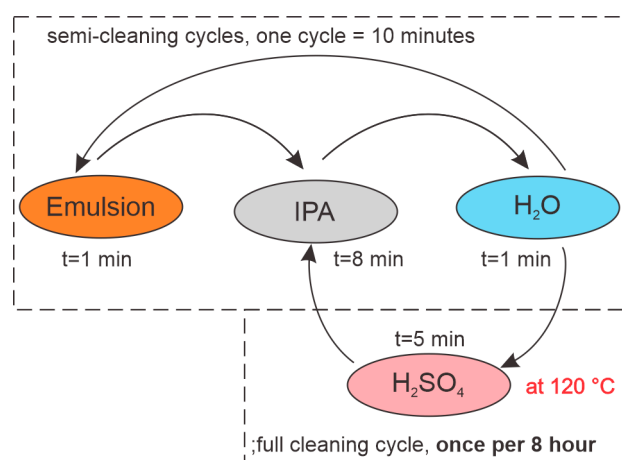 semi-cleaning cycles, one cycle = 10 minutes
Emulsion
IPA
H₂O
t=1 min
t=8 min
t=1 min
t=5 min
H₂SO₄
at 120 °C
;full cleaning cycle, once per 8 hour